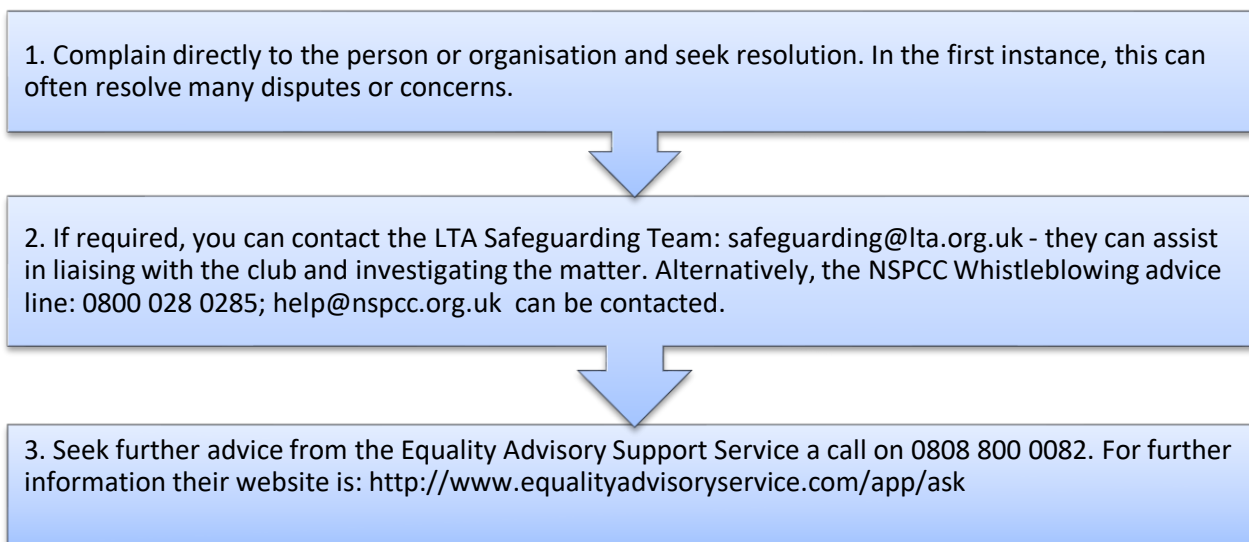 1. Complain directly to the person or organisation and seek resolution. In the first instance, this can
often resolve many disputes or concerns.
2. If required, you can contact the LTA Safeguarding Team: safeguarding@lta.org.uk - they can assist
in liaising with the club and investigating the matter. Alternatively, the NSPCC Whistleblowing advice
line: 0800 028 0285; help@nspcc.org.uk  can be contacted.
3. Seek further advice from the Equality Advisory Support Service a call on 0808 800 0082. For further
information their website is: http://www.equalityadvisoryservice.com/app/ask